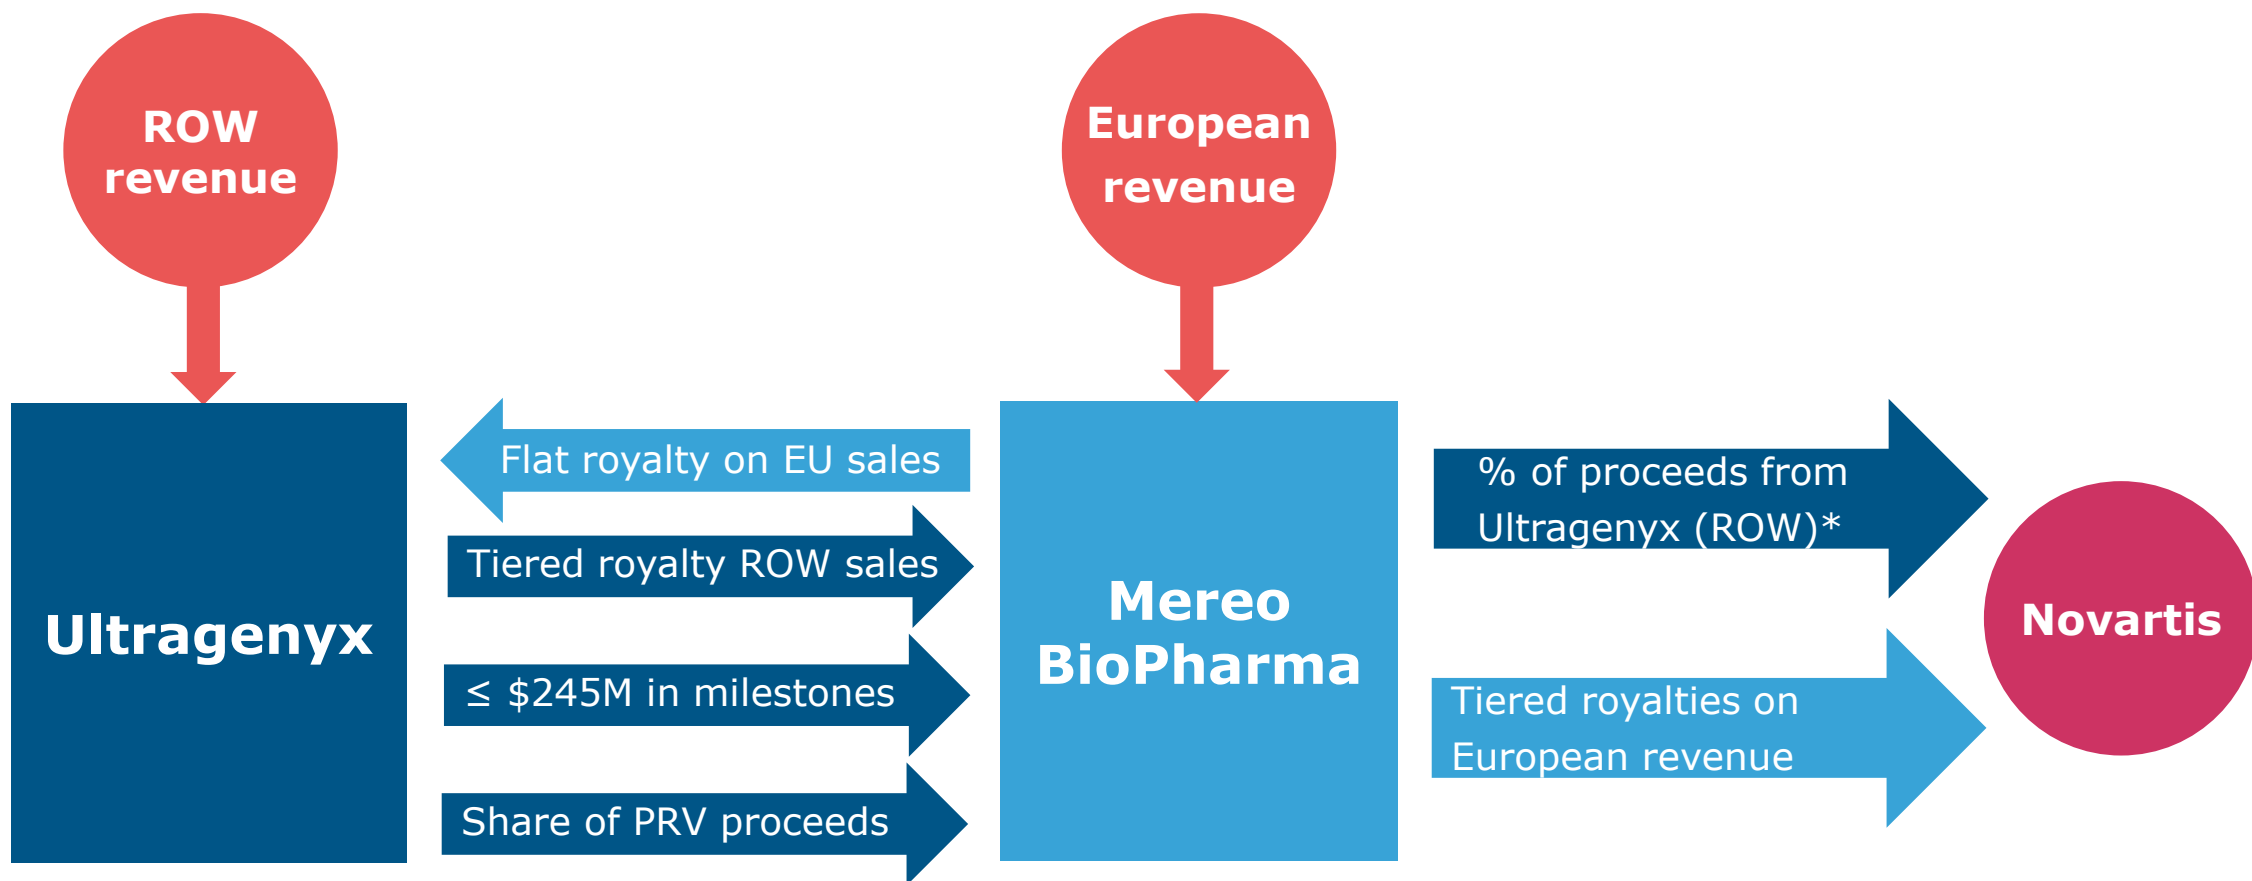 ROW
revenue
European
revenue
Ultragenyx
Flat royalty on EU sales
Tiered royalty ROW sales
≤ $245M in milestones
Share of PRV proceeds
Mereo
BioPharma
% of proceeds from
Ultragenyx (ROW)*
Tiered royalties on
European revenue
Novartis